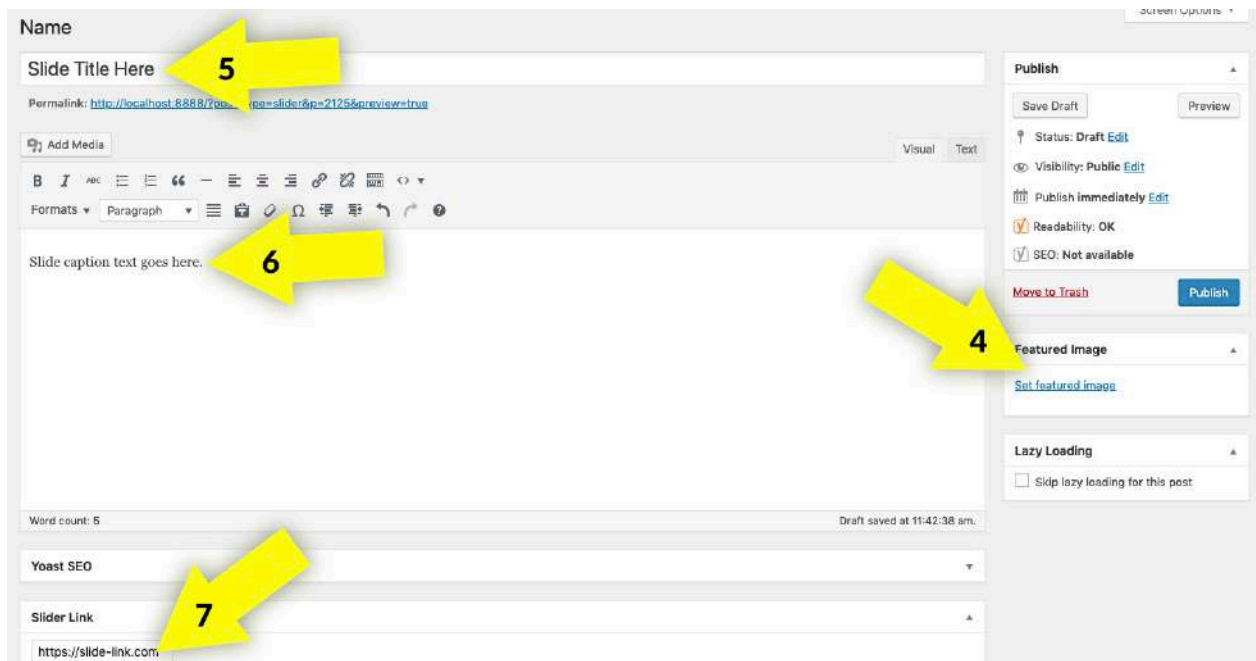 Screen Options
Name
Slide Title Here
5
Permalink: http://localhost:8888/?po ype=slider&p=2125&preview=true
Add Media
Visual Text
B I ABC
Formats Paragraph
Slide caption text goes here.
6
Word count: 5
Draft saved at 11:42:38 am.
Yoast SEO
Slider Link
7
https://slide-link.com
Publish
Save Draft
Preview
Status: Draft Edit
Visibility: Public Edit
Publish immediately Edit
Readability: OK
SEO: Not available
Move to Trash
Publish
4
Featured Image
Set featured image
Lazy Loading
Skip lazy loading for this post